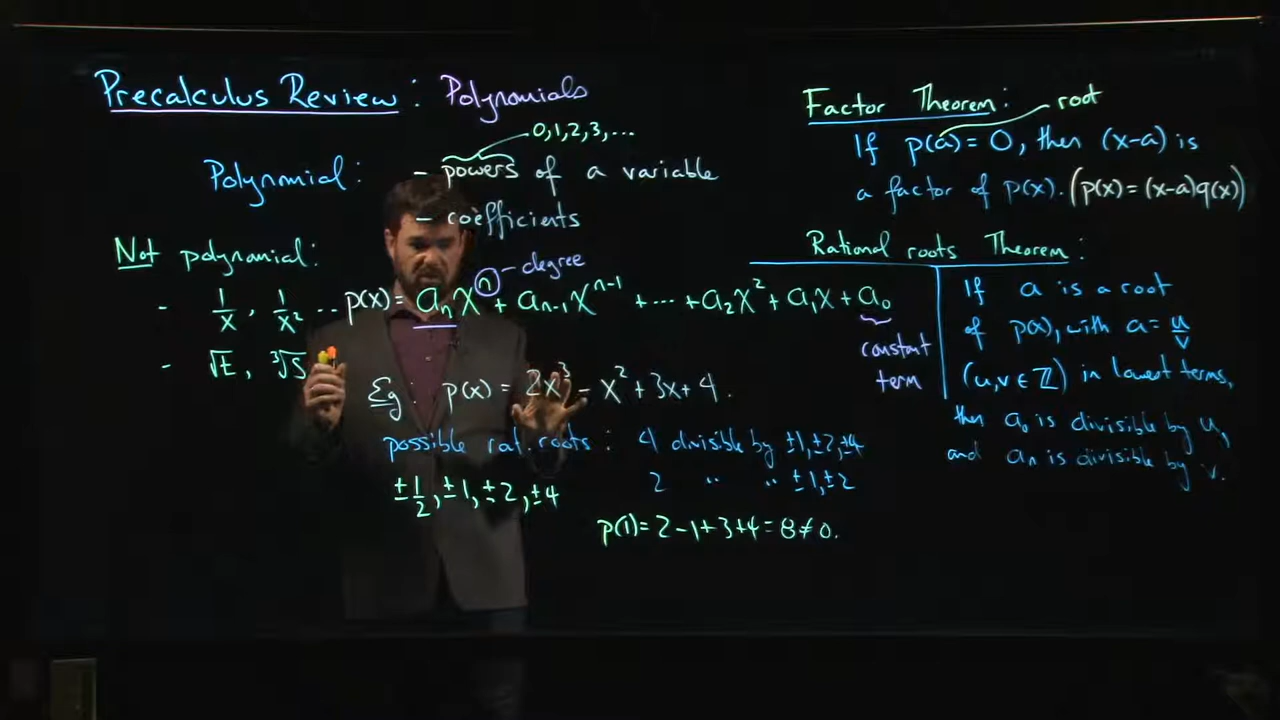 Precalculus Review : Polynomials
0,1,2,3,...
Polynomial : - powers of a variable
- coefficients
Not polynomial :
- 1/x , 1/x² ...
- √t , ³√s
degree
p(x) = aₙxⁿ + aₙ₋₁xⁿ⁻¹ + ... + a₂x² + a₁x + a₀
constant term
Eg : p(x) = 2x³ - x² + 3x + 4 .
possible rat. roots : 4 divisible by ±1, ±2, ±4
2 " " ±1, ±2
±1/2, ±1, ±2, ±4
p(1) = 2 - 1 + 3 + 4 = 8 ≠ 0.
Factor Theorem :
root
If p(a) = 0, then (x-a) is
a factor of p(x). (p(x) = (x-a)q(x))
Rational roots Theorem :
If a is a root
of p(x), with a = u/v
(u,v ∈ ℤ) in lowest terms,
then a₀ is divisible by u,
and aₙ is divisible by v.